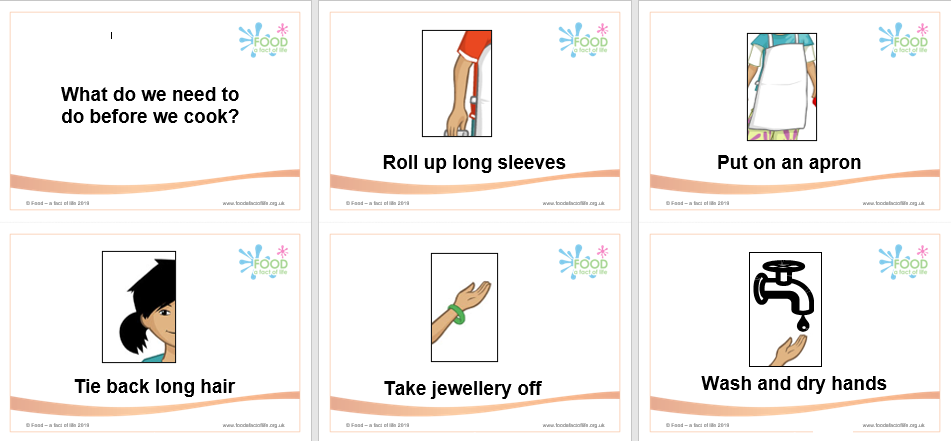 What do we need to
do before we cook?
FOOD
a fact of life
© Food – a fact of life 2019
www.foodafactoflife.org.uk
FOOD
a fact of life
Roll up long sleeves
© Food – a fact of life 2019
www.foodafactoflife.org.uk
FOOD
a fact of life
Put on an apron
© Food – a fact of life 2019
www.foodafactoflife.org.uk
FOOD
a fact of life
Tie back long hair
© Food – a fact of life 2019
www.foodafactoflife.org.uk
FOOD
a fact of life
Take jewellery off
© Food – a fact of life 2019
www.foodafactoflife.org.uk
FOOD
a fact of life
Wash and dry hands
© Food – a fact of life 2019
www.foodafactoflife.org.uk